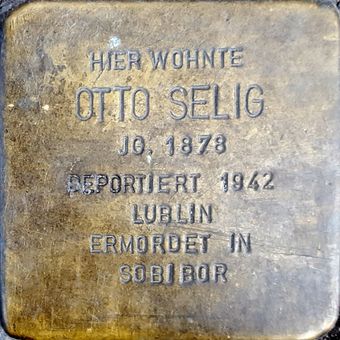 HIER WOHNTE
OTTO SELIG
JG. 1878
DEPORTIERT 1942
LUBLIN
ERMORDET IN
SOBIBOR